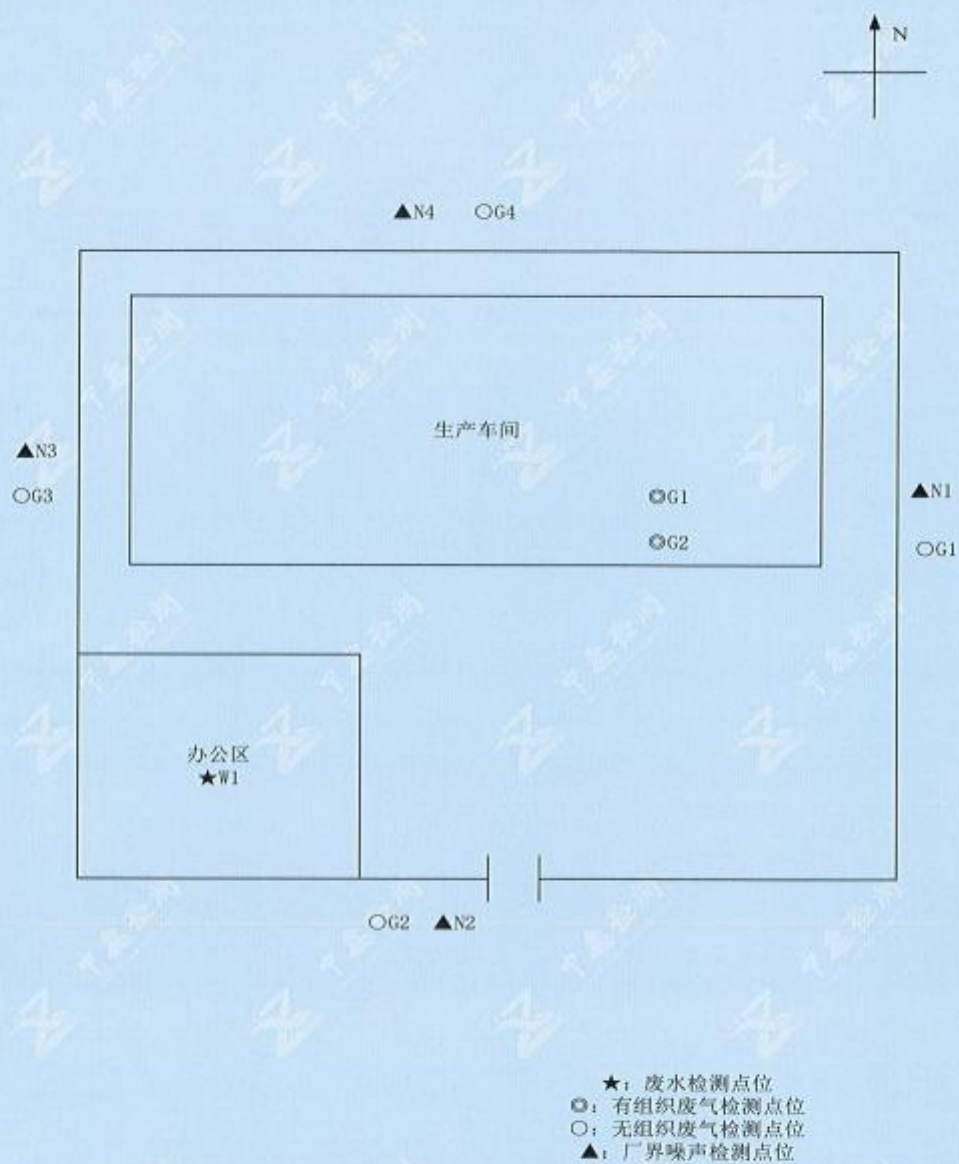 N
▲N4 ○G4
生产车间
▲N3
○G3
◎G1
▲N1
◎G2
○G1
办公区
★W1
○G2 ▲N2
★：废水检测点位
◎：有组织废气检测点位
○：无组织废气检测点位
▲：厂界噪声检测点位